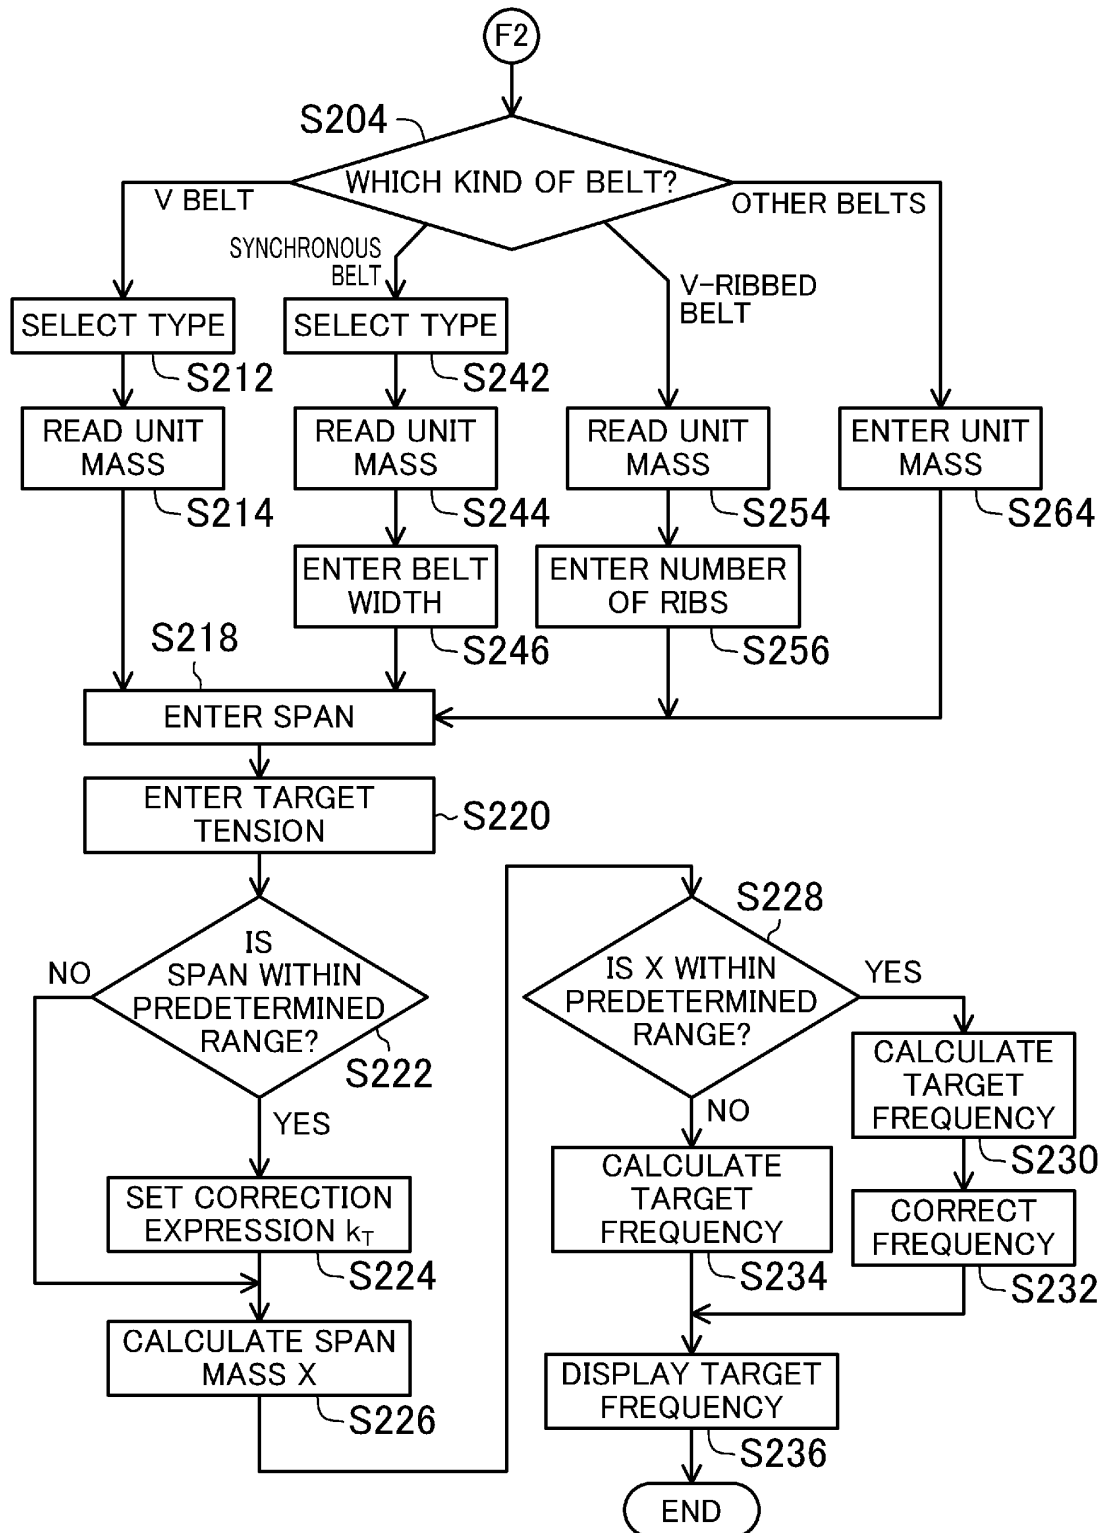 F2
S204
WHICH KIND OF BELT?
V BELT
OTHER BELTS
SYNCHRONOUS
BELT
V-RIBBED
BELT
SELECT TYPE
S212
SELECT TYPE
S242
READ UNIT
MASS
S214
READ UNIT
MASS
S244
READ UNIT
MASS
S254
ENTER UNIT
MASS
S264
ENTER BELT
WIDTH
S246
ENTER NUMBER
OF RIBS
S256
S218
ENTER SPAN
ENTER TARGET
TENSION
S220
IS
SPAN WITHIN
PREDETERMINED
RANGE?
S222
NO
YES
SET CORRECTION
EXPRESSION kT
S224
CALCULATE SPAN
MASS X
S226
S228
IS X WITHIN
PREDETERMINED
RANGE?
YES
NO
CALCULATE
TARGET
FREQUENCY
S230
CORRECT
FREQUENCY
S232
CALCULATE
TARGET
FREQUENCY
S234
DISPLAY TARGET
FREQUENCY
S236
END